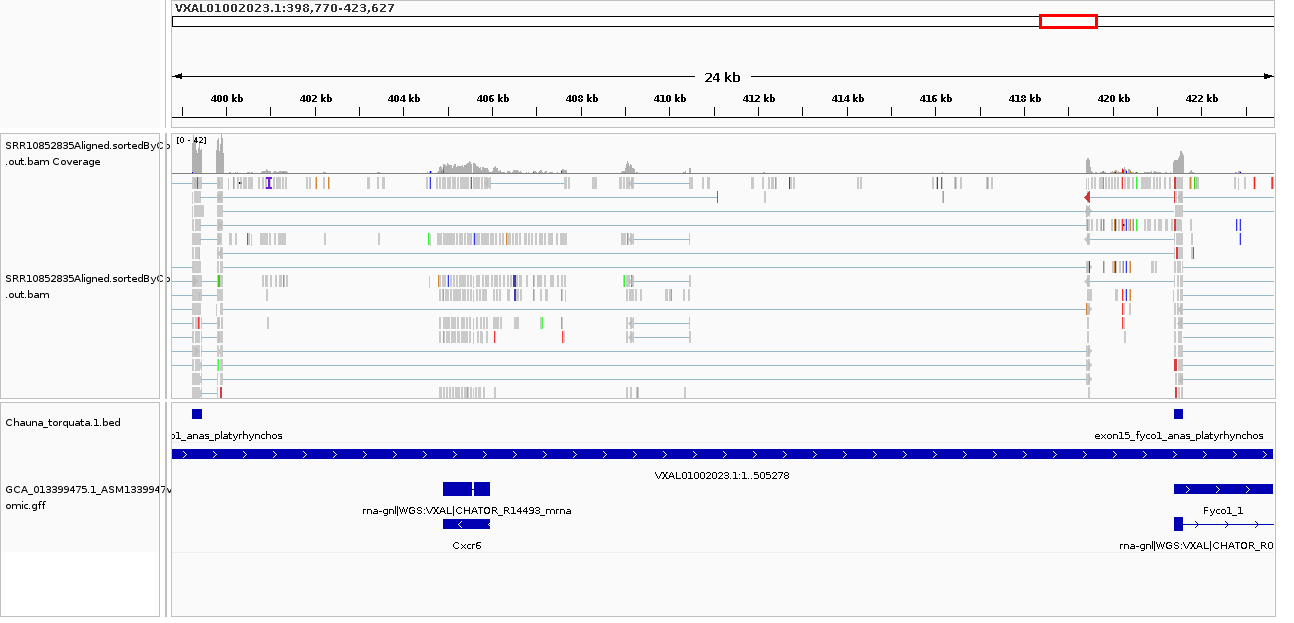 VXAL01002023.1:398,770-423,627
24 kb
400 kb 402 kb 404 kb 406 kb 408 kb 410 kb 412 kb 414 kb 416 kb 418 kb 420 kb 422 kb
SRR10852835Aligned.sortedByCo
.out.bam Coverage
[0 - 42]
SRR10852835Aligned.sortedByCo
.out.bam
Chauna_torquata.1.bed
o1_anas_platyrhynchos
exon15_fyco1_anas_platyrhynchos
VXAL01002023.1:1..505278
GCA_013399475.1_ASM1339947v
omic.gff
rna-gnl|WGS:VXAL|CHATOR_R14493_mrna
Fyco1_1
Cxcr6
rna-gnl|WGS:VXAL|CHATOR_R0